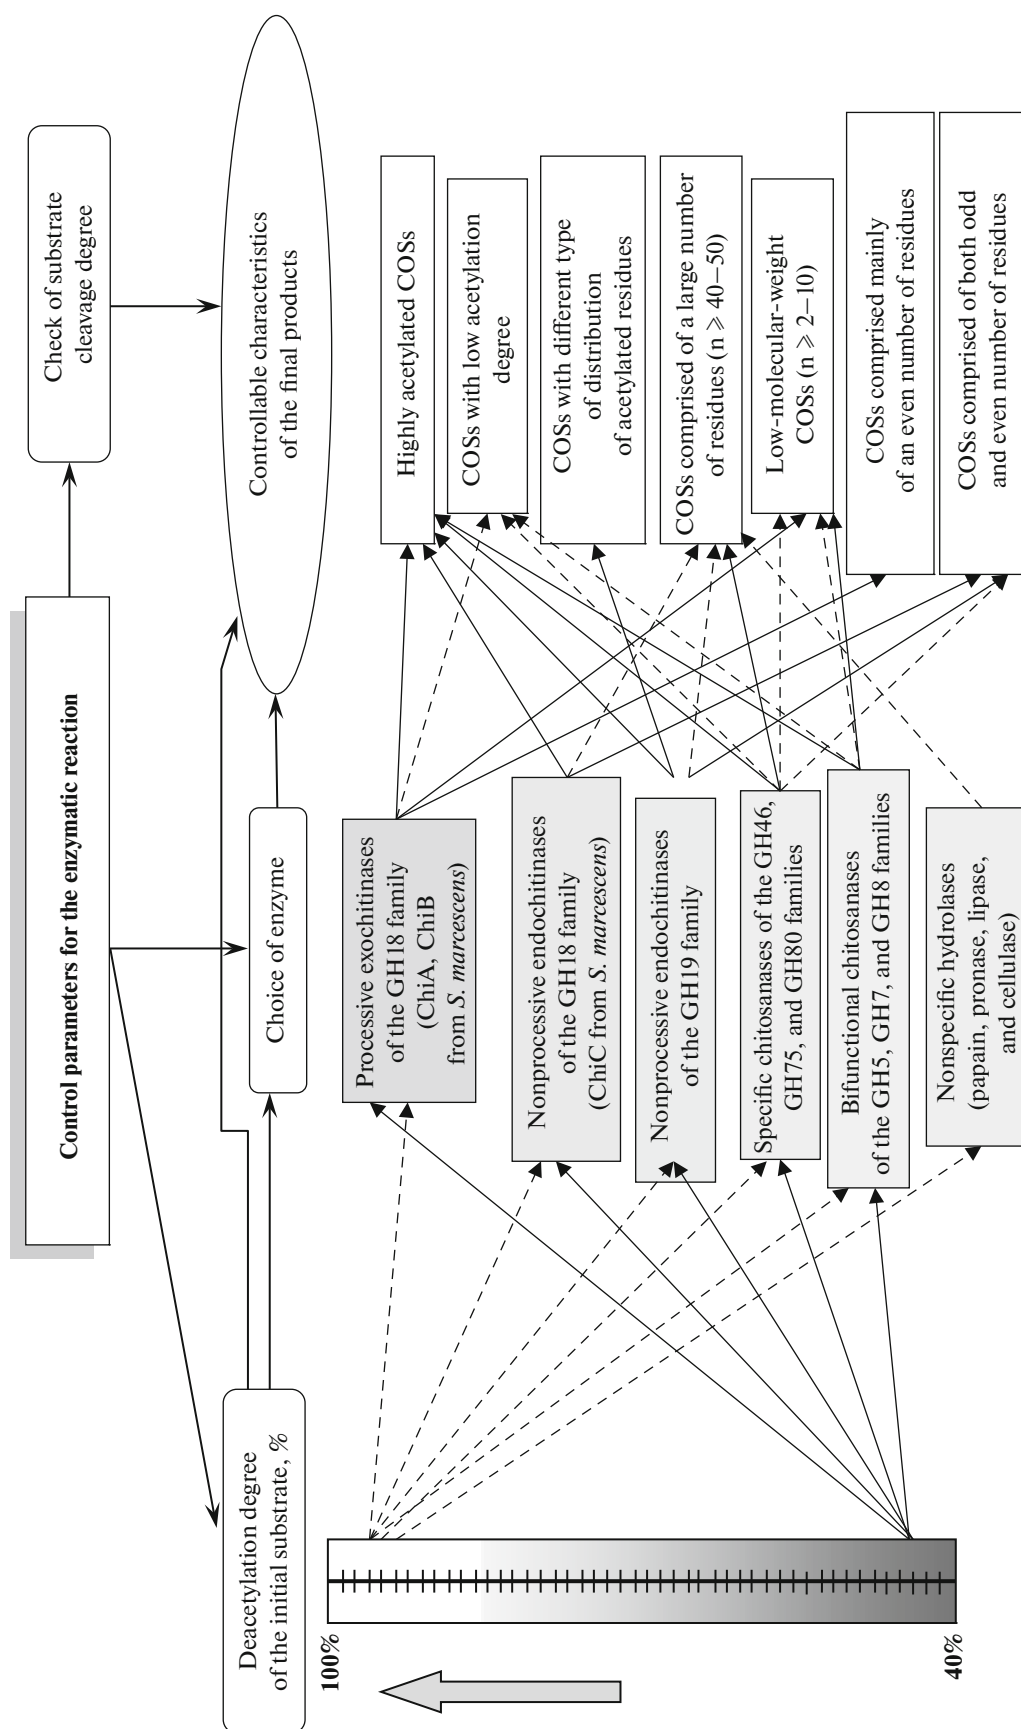 Control parameters for the enzymatic reaction
Deacetylation degree
of the initial substrate, %
Choice of enzyme
Check of substrate
cleavage degree
Controllable characteristics
of the final products
100%
40%
Processive exochitinases
of the GH18 family
(ChiA, ChiB
from S. marcescens)
Nonprocessive endochitinases
of the GH18 family
(ChiC from S. marcescens)
Nonprocessive endochitinases
of the GH19 family
Specific chitosanases of the GH46,
GH75, and GH80 families
Bifunctional chitosanases
of the GH5, GH7, and GH8 families
Nonspecific hydrolases
(papain, pronase, lipase,
and cellulase)
Highly acetylated COSs
COSs with low acetylation
degree
COSs with different type
of distribution
of acetylated residues
COSs comprised of a large number
of residues (n ⩾ 40–50)
Low-molecular-weight
COSs (n ⩾ 2–10)
COSs comprised mainly
of an even number of residues
COSs comprised of both odd
and even number of residues